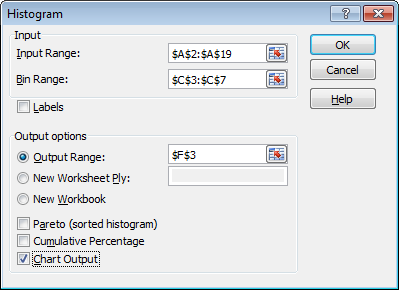 Histogram
?
Input
Input Range: $A$2:$A$19
Bin Range: $C$3:$C$7
Labels
OK
Cancel
Help
Output options
Output Range: $F$3
New Worksheet Ply:
New Workbook
Pareto (sorted histogram)
Cumulative Percentage
Chart Output